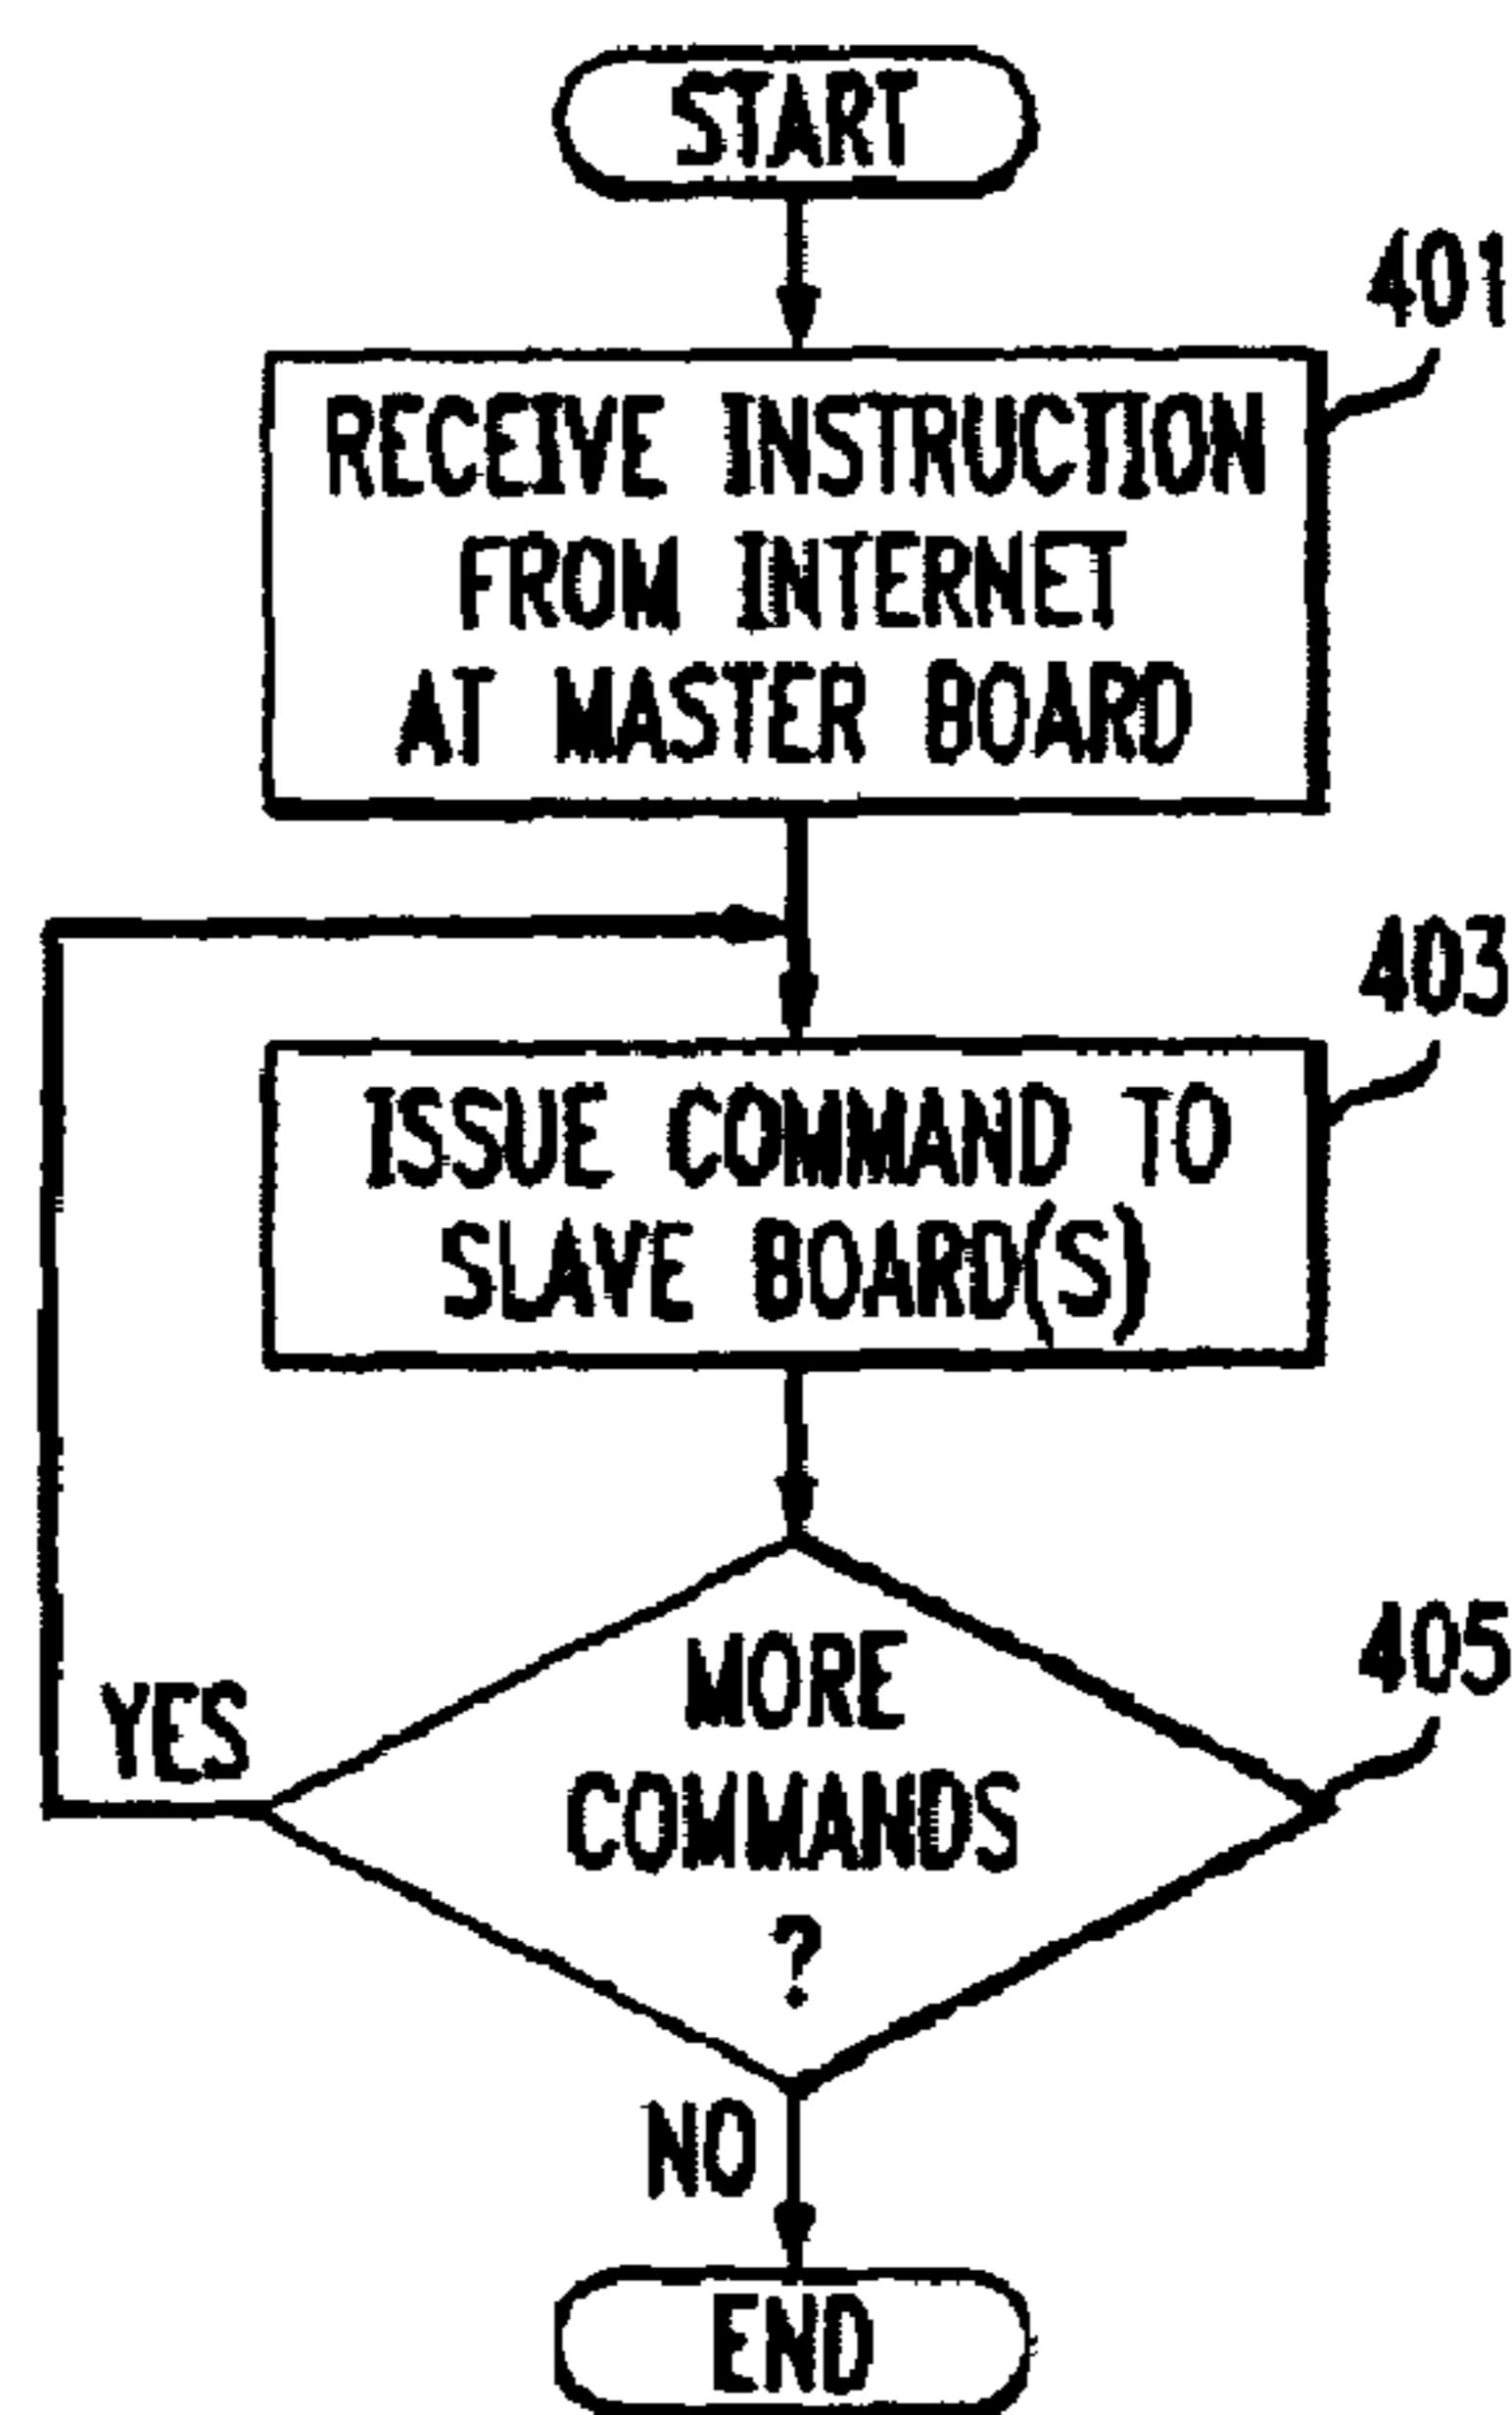 START
401
RECEIVE INSTRUCTION
FROM INTERNET
AT MASTER BOARD
403
ISSUE COMMAND TO
SLAVE BOARD(S)
405
MORE
YES
COMMANDS
?
NO
END